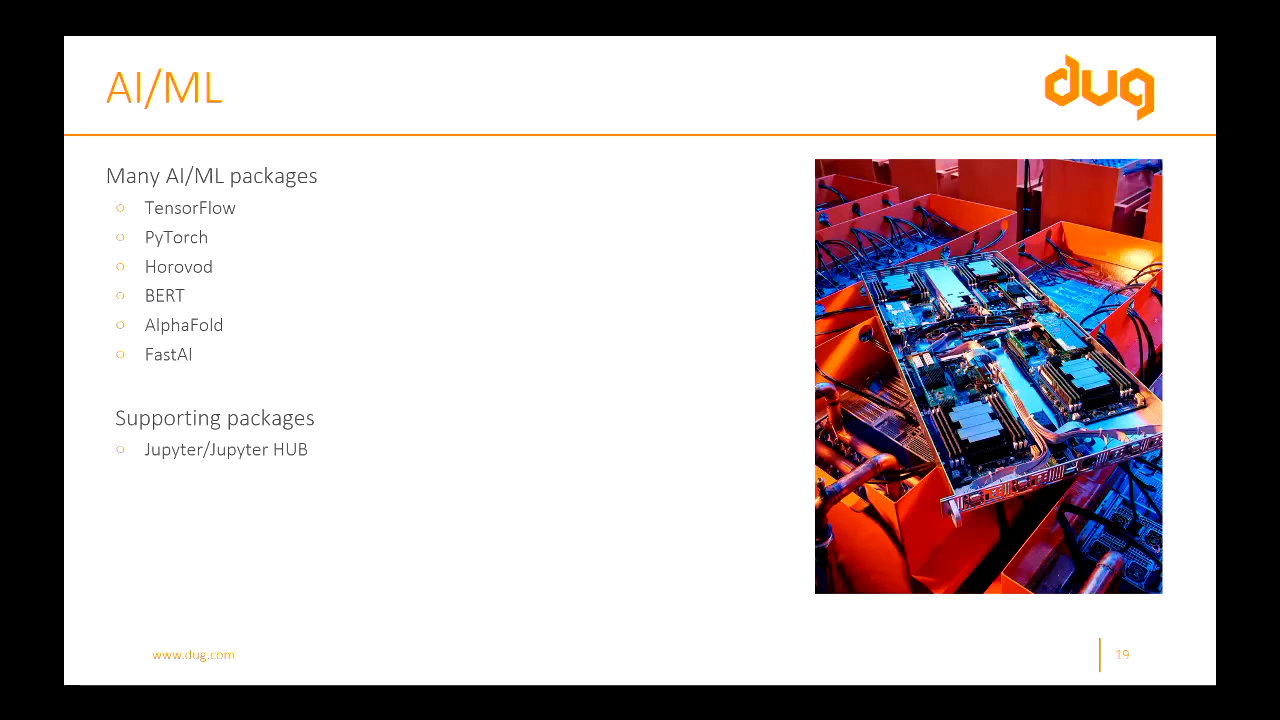 AI/ML
dug
Many AI/ML packages
TensorFlow
PyTorch
Horovod
BERT
AlphaFold
FastAI
Supporting packages
Jupyter/Jupyter HUB
www.dug.com
19